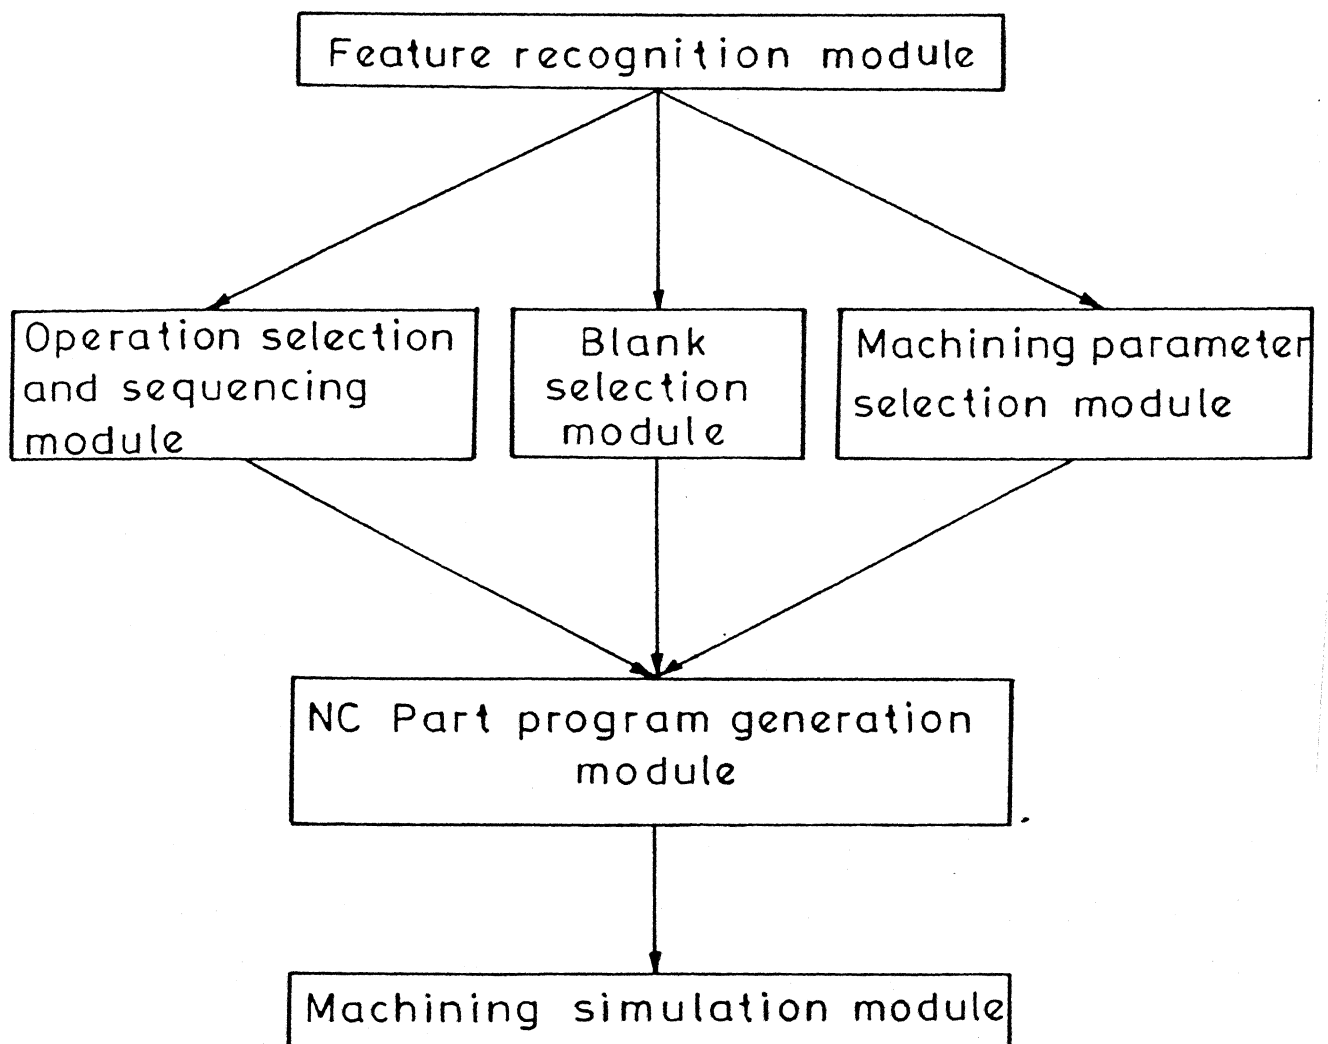 Feature recognition module
Operation selection
and sequencing
module
Blank
selection
module
Machining parameter
selection module
NC Part program generation
module
Machining simulation module